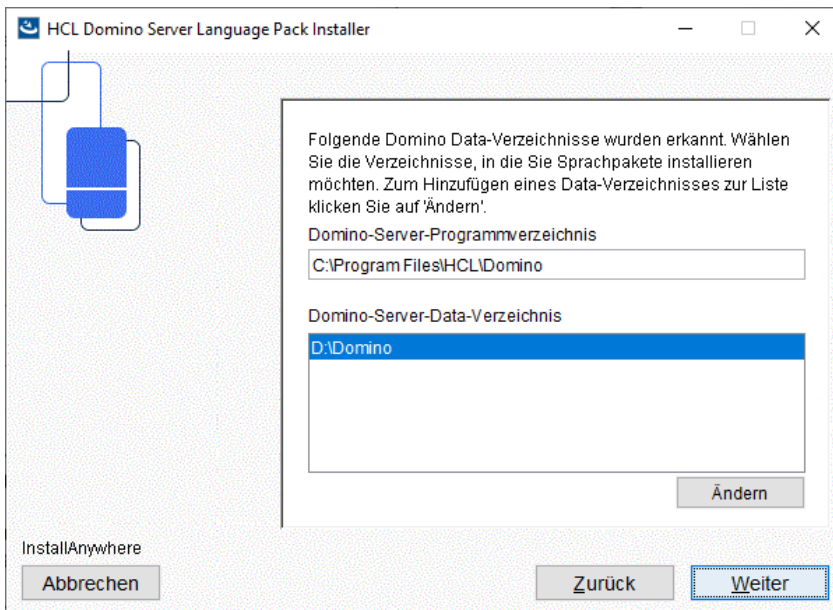 HCL Domino Server Language Pack Installer
Folgende Domino Data-Verzeichnisse wurden erkannt. Wählen
Sie die Verzeichnisse, in die Sie Sprachpakete installieren
möchten. Zum Hinzufügen eines Data-Verzeichnisses zur Liste
klicken Sie auf 'Ändern'.
Domino-Server-Programmverzeichnis
C:\Program Files\HCL\Domino
Domino-Server-Data-Verzeichnis
D:\Domino
Ändern
InstallAnywhere
Abbrechen
Zurück
Weiter